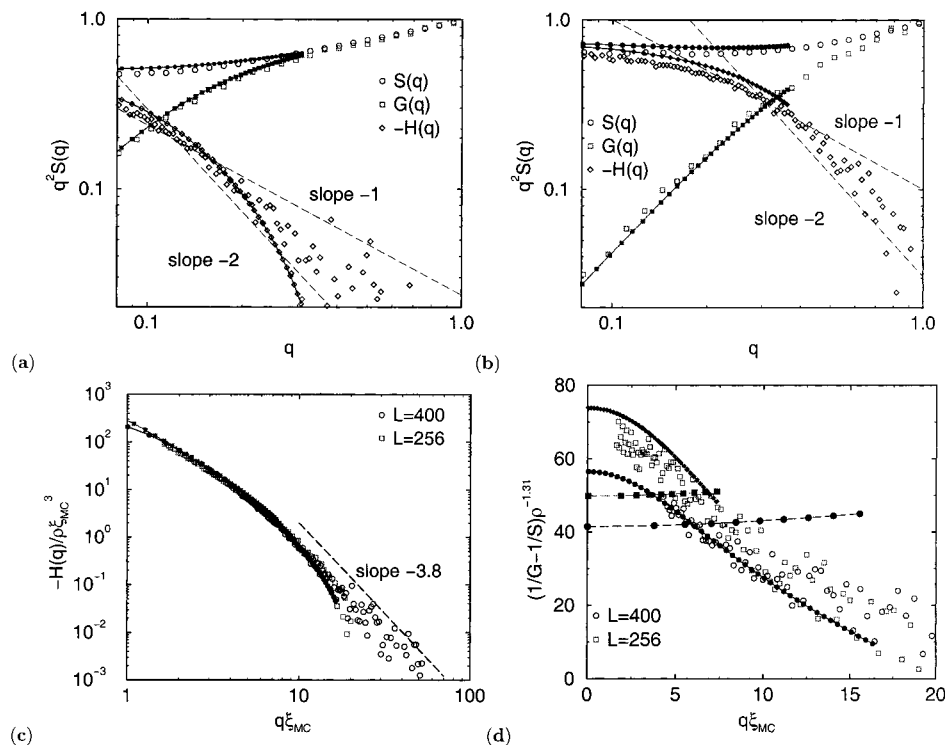 1.0
0.1
q²S(q)
S(q)
G(q)
−H(q)
slope −1
slope −2
0.1
1.0
q
(a)
1.0
0.1
q²S(q)
S(q)
G(q)
−H(q)
slope −1
slope −2
0.1
1.0
q
(b)
10³
10²
10¹
10⁰
10⁻¹
10⁻²
10⁻³
−H(q)/ρξMC³
L=400
L=256
slope −3.8
1
10
100
qξMC
(c)
80
60
40
20
0
(1/G−1/S)ρ⁻¹·³¹
L=400
L=256
0
5
10
15
20
qξMC
(d)